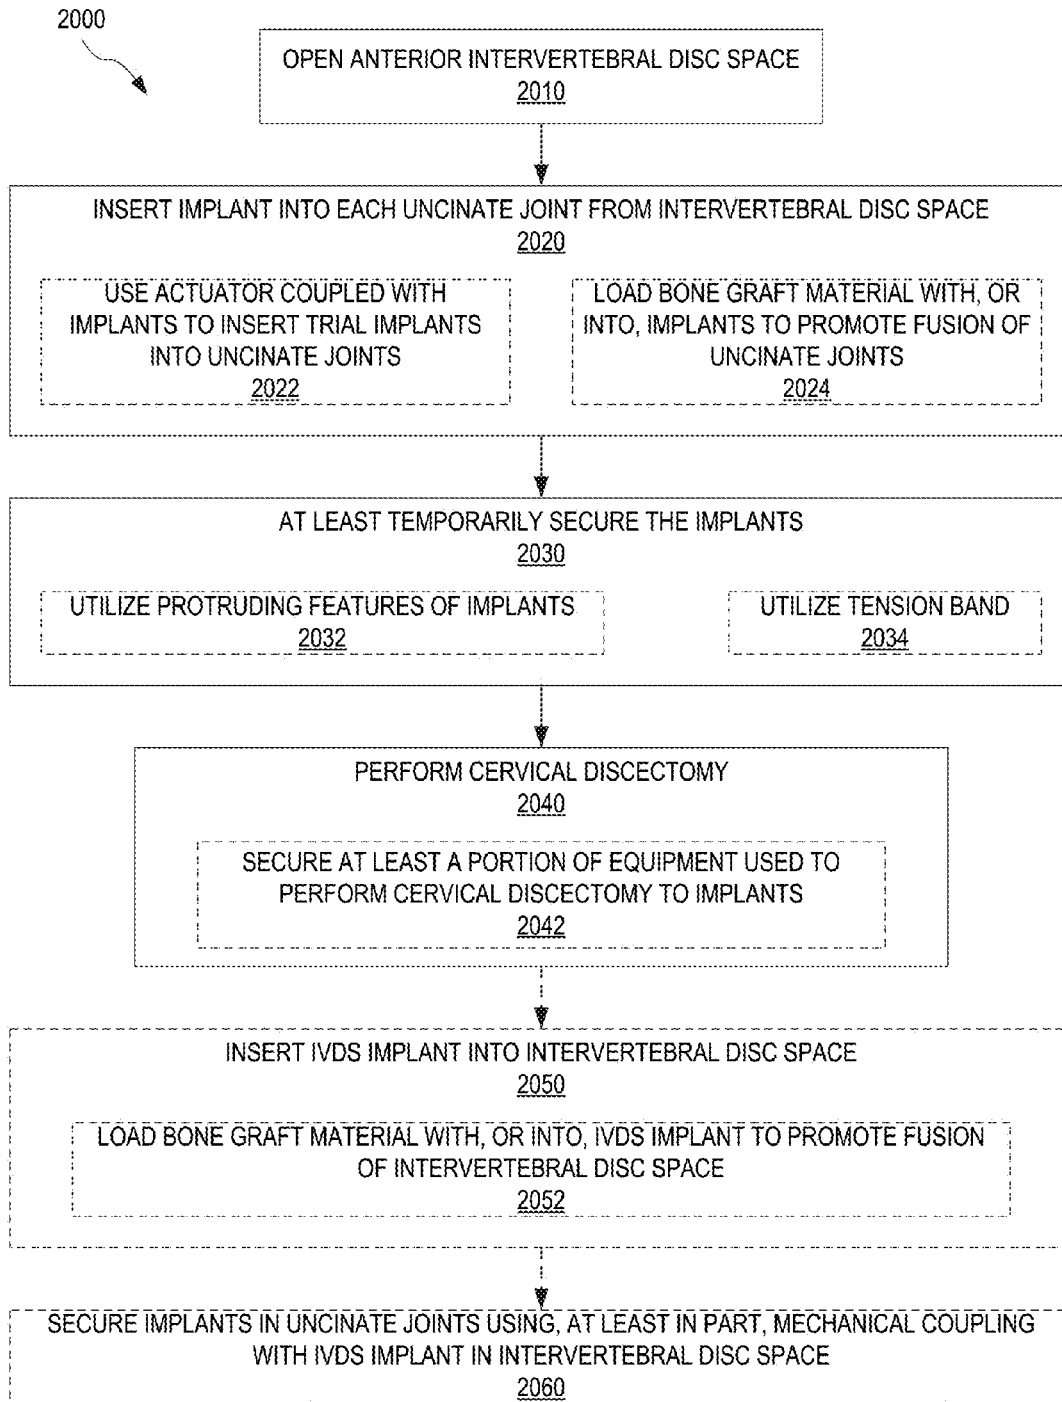 2000
OPEN ANTERIOR INTERVERTEBRAL DISC SPACE
2010
INSERT IMPLANT INTO EACH UNCINATE JOINT FROM INTERVERTEBRAL DISC SPACE
2020
USE ACTUATOR COUPLED WITH
IMPLANTS TO INSERT TRIAL IMPLANTS
INTO UNCINATE JOINTS
2022
LOAD BONE GRAFT MATERIAL WITH, OR
INTO, IMPLANTS TO PROMOTE FUSION OF
UNCINATE JOINTS
2024
AT LEAST TEMPORARILY SECURE THE IMPLANTS
2030
UTILIZE PROTRUDING FEATURES OF IMPLANTS
2032
UTILIZE TENSION BAND
2034
PERFORM CERVICAL DISCECTOMY
2040
SECURE AT LEAST A PORTION OF EQUIPMENT USED TO
PERFORM CERVICAL DISCECTOMY TO IMPLANTS
2042
INSERT IVDS IMPLANT INTO INTERVERTEBRAL DISC SPACE
2050
LOAD BONE GRAFT MATERIAL WITH, OR INTO, IVDS IMPLANT TO PROMOTE FUSION
OF INTERVERTEBRAL DISC SPACE
2052
SECURE IMPLANTS IN UNCINATE JOINTS USING, AT LEAST IN PART, MECHANICAL COUPLING
WITH IVDS IMPLANT IN INTERVERTEBRAL DISC SPACE
2060